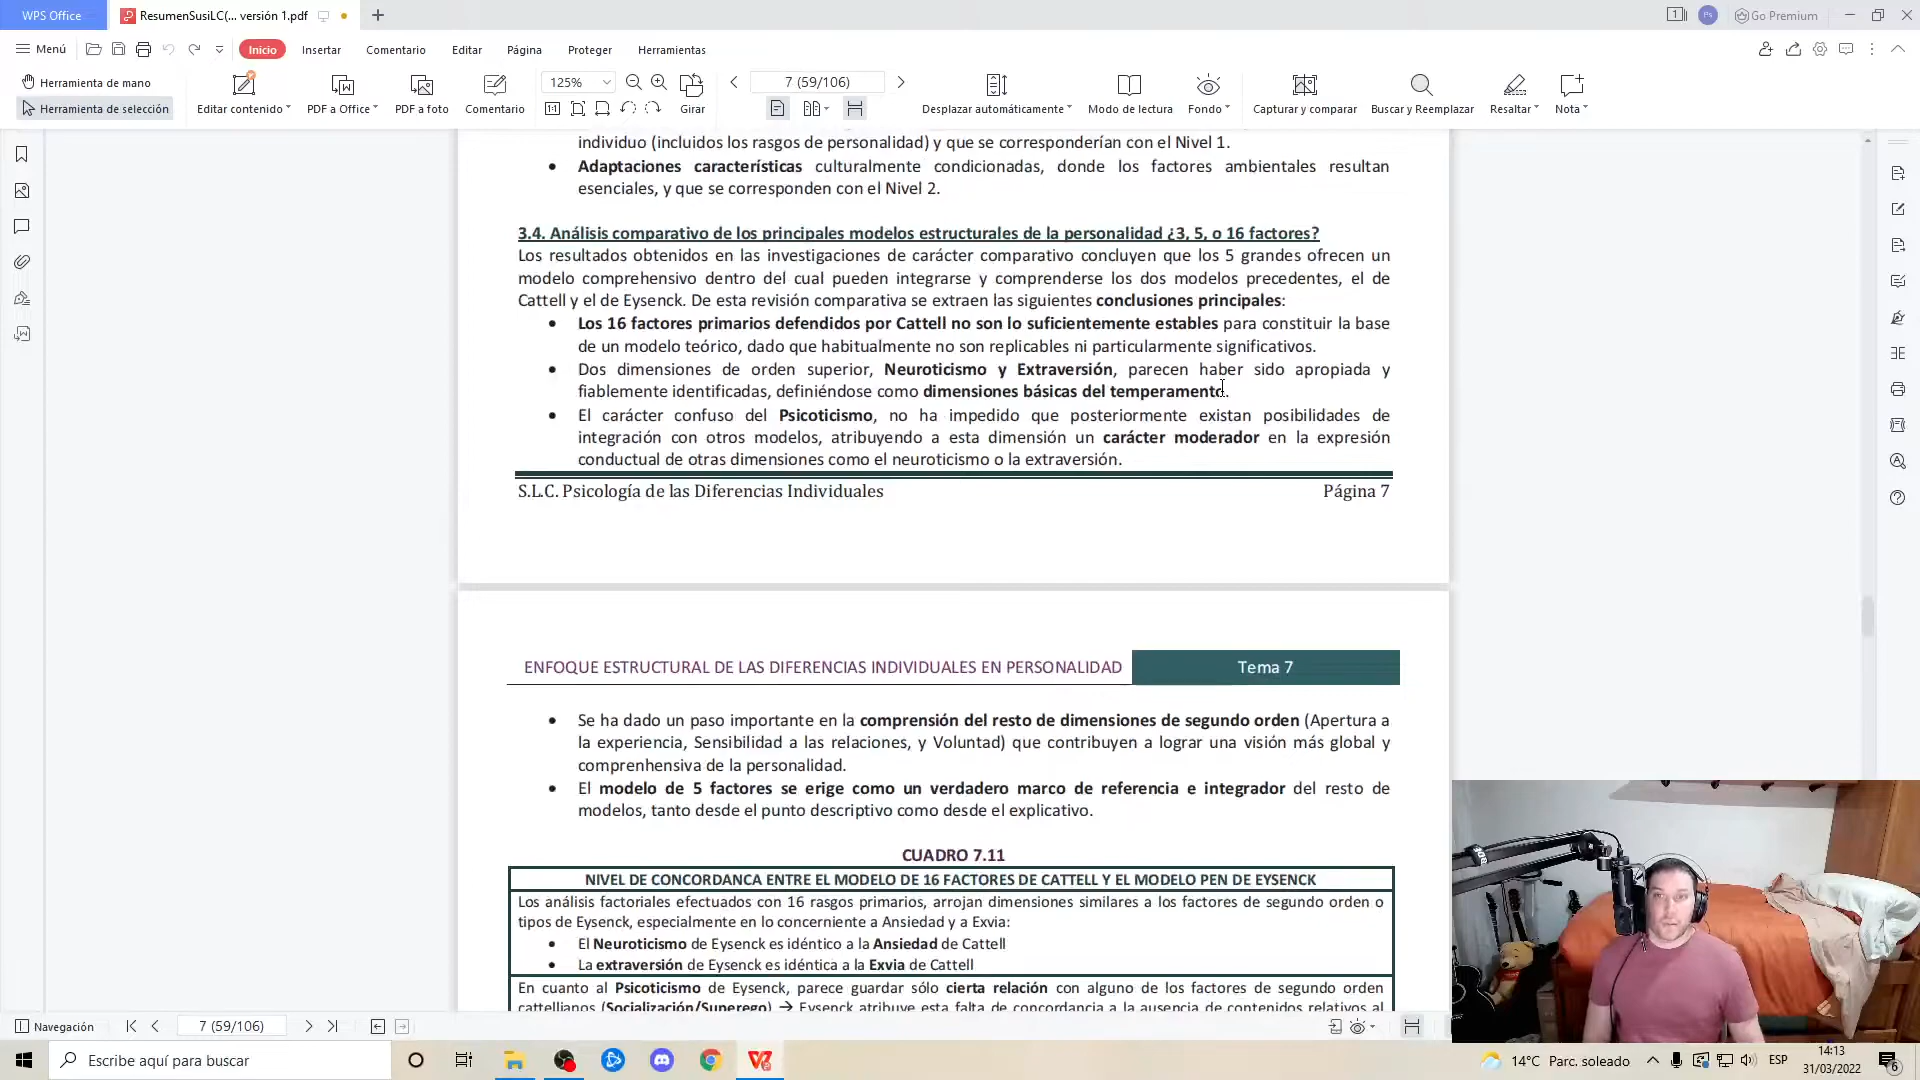 WPS Office
ResumenSusiLC(... versión 1.pdf
Go Premium
Menú
Inicio
Insertar
Comentario
Editar
Página
Proteger
Herramientas
Herramienta de mano
Herramienta de selección
Editar contenido
PDF a Office
PDF a foto
Comentario
125%
Girar
7 (59/106)
Desplazar automáticamente
Modo de lectura
Fondo
Capturar y comparar
Buscar y Reemplazar
Resaltar
Nota
individuo (incluidos los rasgos de personalidad) y que se corresponderían con el Nivel 1.
• Adaptaciones características culturalmente condicionadas, donde los factores ambientales resultan
esenciales, y que se corresponden con el Nivel 2.
3.4. Análisis comparativo de los principales modelos estructurales de la personalidad ¿3, 5, o 16 factores?
Los resultados obtenidos en las investigaciones de carácter comparativo concluyen que los 5 grandes ofrecen un
modelo comprehensivo dentro del cual pueden integrarse y comprenderse los dos modelos precedentes, el de
Cattell y el de Eysenck. De esta revisión comparativa se extraen las siguientes conclusiones principales:
• Los 16 factores primarios defendidos por Cattell no son lo suficientemente estables para constituir la base
de un modelo teórico, dado que habitualmente no son replicables ni particularmente significativos.
• Dos dimensiones de orden superior, Neuroticismo y Extraversión, parecen haber sido apropiada y
fiablemente identificadas, definiéndose como dimensiones básicas del temperamento.
• El carácter confuso del Psicoticismo, no ha impedido que posteriormente existan posibilidades de
integración con otros modelos, atribuyendo a esta dimensión un carácter moderador en la expresión
conductual de otras dimensiones como el neuroticismo o la extraversión.
S.L.C. Psicología de las Diferencias Individuales Página 7
ENFOQUE ESTRUCTURAL DE LAS DIFERENCIAS INDIVIDUALES EN PERSONALIDAD Tema 7
• Se ha dado un paso importante en la comprensión del resto de dimensiones de segundo orden (Apertura a
la experiencia, Sensibilidad a las relaciones, y Voluntad) que contribuyen a lograr una visión más global y
comprenhensiva de la personalidad.
• El modelo de 5 factores se erige como un verdadero marco de referencia e integrador del resto de
modelos, tanto desde el punto descriptivo como desde el explicativo.
CUADRO 7.11
NIVEL DE CONCORDANCA ENTRE EL MODELO DE 16 FACTORES DE CATTELL Y EL MODELO PEN DE EYSENCK
Los análisis factoriales efectuados con 16 rasgos primarios, arrojan dimensiones similares a los factores de segundo orden o
tipos de Eysenck, especialmente en lo concerniente a Ansiedad y a Exvia:
• El Neuroticismo de Eysenck es idéntico a la Ansiedad de Cattell
• La extraversión de Eysenck es idéntica a la Exvia de Cattell
En cuanto al Psicoticismo de Eysenck, parece guardar sólo cierta relación con alguno de los factores de segundo orden
cattellianos (Socialización/Superego) → Eysenck atribuye esta falta de concordancia a la ausencia de contenidos relativos al
Navegación
7 (59/106)
Escribe aquí para buscar
14°C Parc. soleado
ESP
14:13
31/03/2022
6